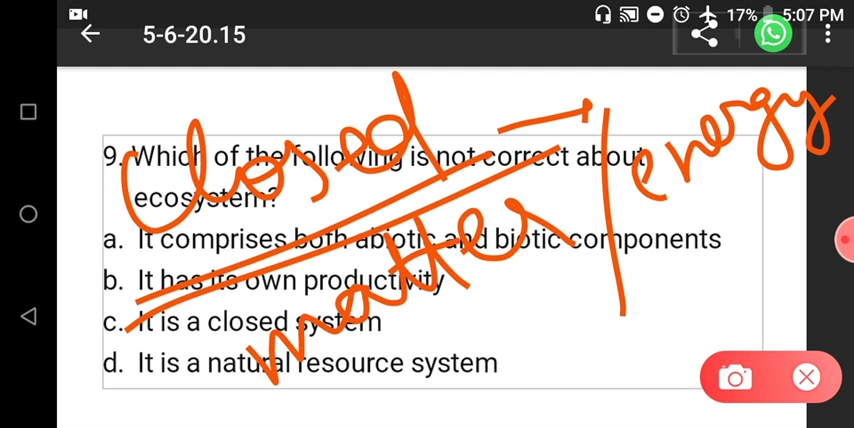 17% 5:07 PM
5-6-20.15
closed
energy
9. Which of the following is not correct about
ecosystem?
matter
a. It comprises both abiotic and biotic components
b. It has its own productivity
c. It is a closed system
d. It is a natural resource system